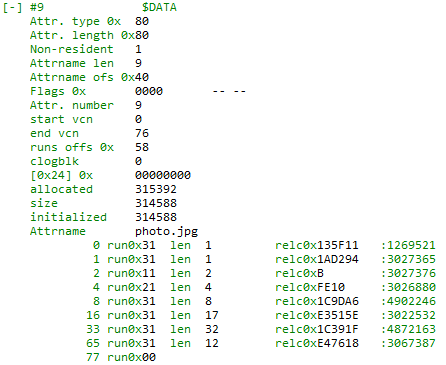 [-] #9 $DATA
Attr. type 0x 80
Attr. length 0x80
Non-resident 1
Attrname len 9
Attrname ofs 0x40
Flags 0x 0000 -- --
Attr. number 9
start vcn 0
end vcn 76
runs offs 0x 58
clogblk 0
[0x24] 0x 00000000
allocated 315392
size 314588
initialized 314588
Attrname photo.jpg
0 run0x31 len 1 relc0x135F11 :1269521
1 run0x31 len 1 relc0x1AD294 :3027365
2 run0x11 len 2 relc0xB :3027376
4 run0x21 len 4 relc0xFE10 :3026880
8 run0x31 len 8 relc0x1C9DA6 :4902246
16 run0x31 len 17 relc0xE3515E :3022532
33 run0x31 len 32 relc0x1C391F :4872163
65 run0x31 len 12 relc0xE47618 :3067387
77 run0x00